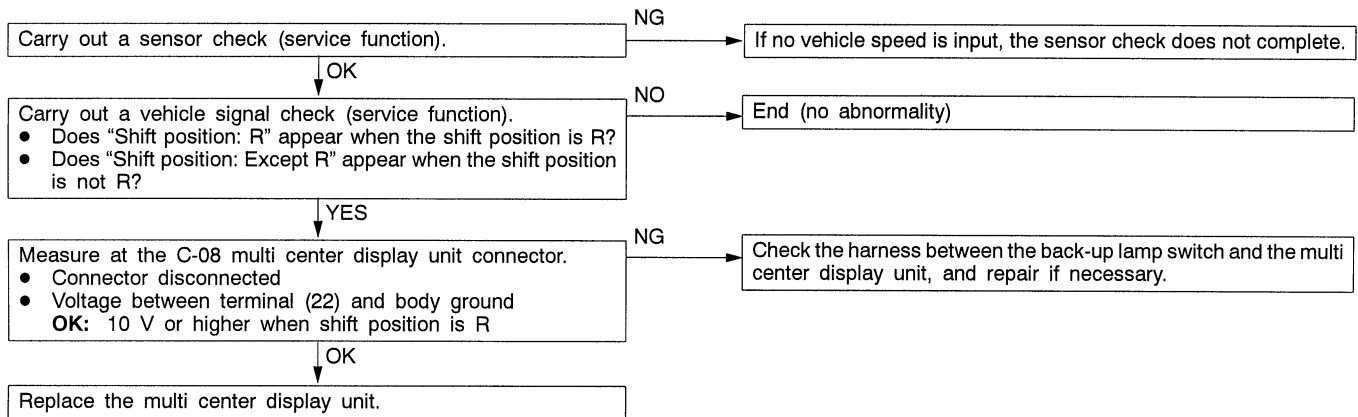 NG
Carry out a sensor check (service function).
If no vehicle speed is input, the sensor check does not complete.
OK
NO
Carry out a vehicle signal check (service function).
● Does “Shift position: R” appear when the shift position is R?
● Does “Shift position: Except R” appear when the shift position
is not R?
End (no abnormality)
YES
NG
Measure at the C-08 multi center display unit connector.
● Connector disconnected
● Voltage between terminal (22) and body ground
OK: 10 V or higher when shift position is R
Check the harness between the back-up lamp switch and the multi
center display unit, and repair if necessary.
OK
Replace the multi center display unit.